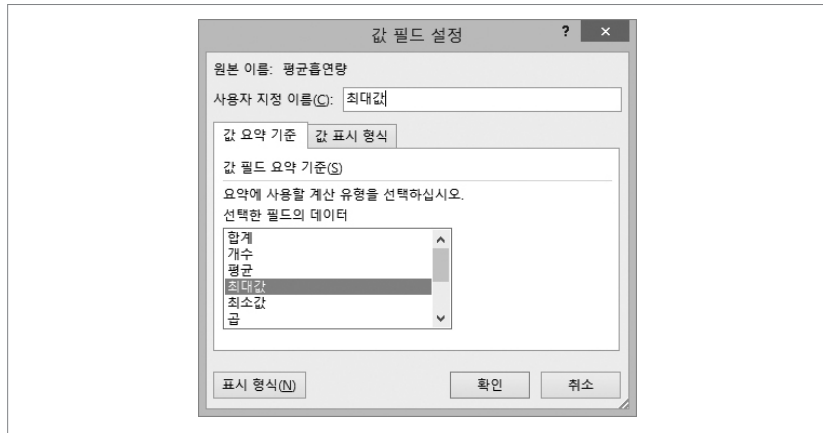 값 필드 설정 ? ×
원본 이름: 평균흡연량
사용자 지정 이름(C): 최대값
값 요약 기준 값 표시 형식
값 필드 요약 기준(S)
요약에 사용할 계산 유형을 선택하십시오.
선택한 필드의 데이터
합계
개수
평균
최대값
최소값
곱
표시 형식(N) 확인 취소